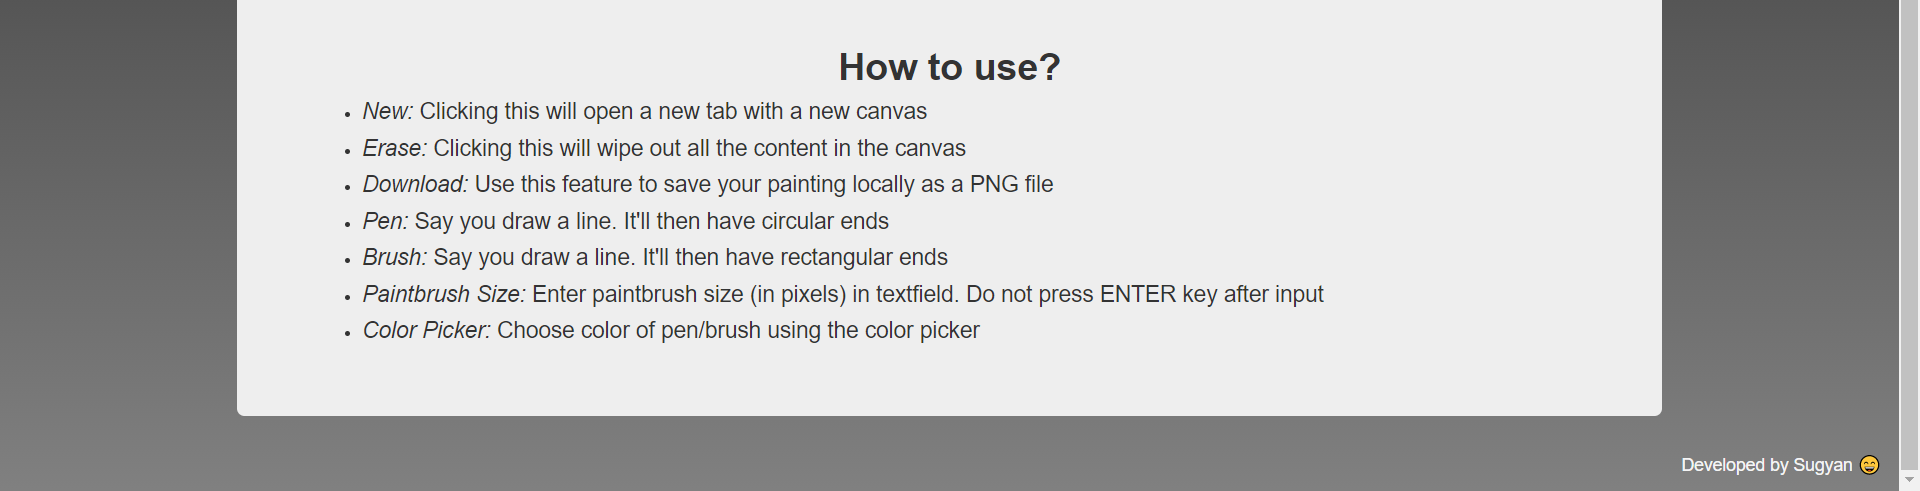 How to use?
• New: Clicking this will open a new tab with a new canvas
• Erase: Clicking this will wipe out all the content in the canvas
• Download: Use this feature to save your painting locally as a PNG file
• Pen: Say you draw a line. It'll then have circular ends
• Brush: Say you draw a line. It'll then have rectangular ends
• Paintbrush Size: Enter paintbrush size (in pixels) in textfield. Do not press ENTER key after input
• Color Picker: Choose color of pen/brush using the color picker
Developed by Sugyan 😄